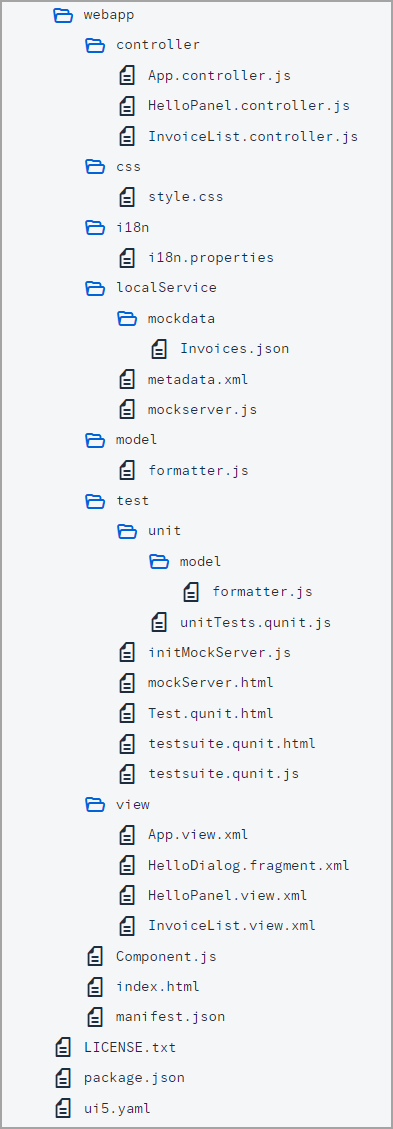 webapp
controller
App.controller.js
HelloPanel.controller.js
InvoiceList.controller.js
css
style.css
i18n
i18n.properties
localService
mockdata
Invoices.json
metadata.xml
mockserver.js
model
formatter.js
test
unit
model
formatter.js
unitTests.qunit.js
initMockServer.js
mockServer.html
Test.qunit.html
testsuite.qunit.html
testsuite.qunit.js
view
App.view.xml
HelloDialog.fragment.xml
HelloPanel.view.xml
InvoiceList.view.xml
Component.js
index.html
manifest.json
LICENSE.txt
package.json
ui5.yaml